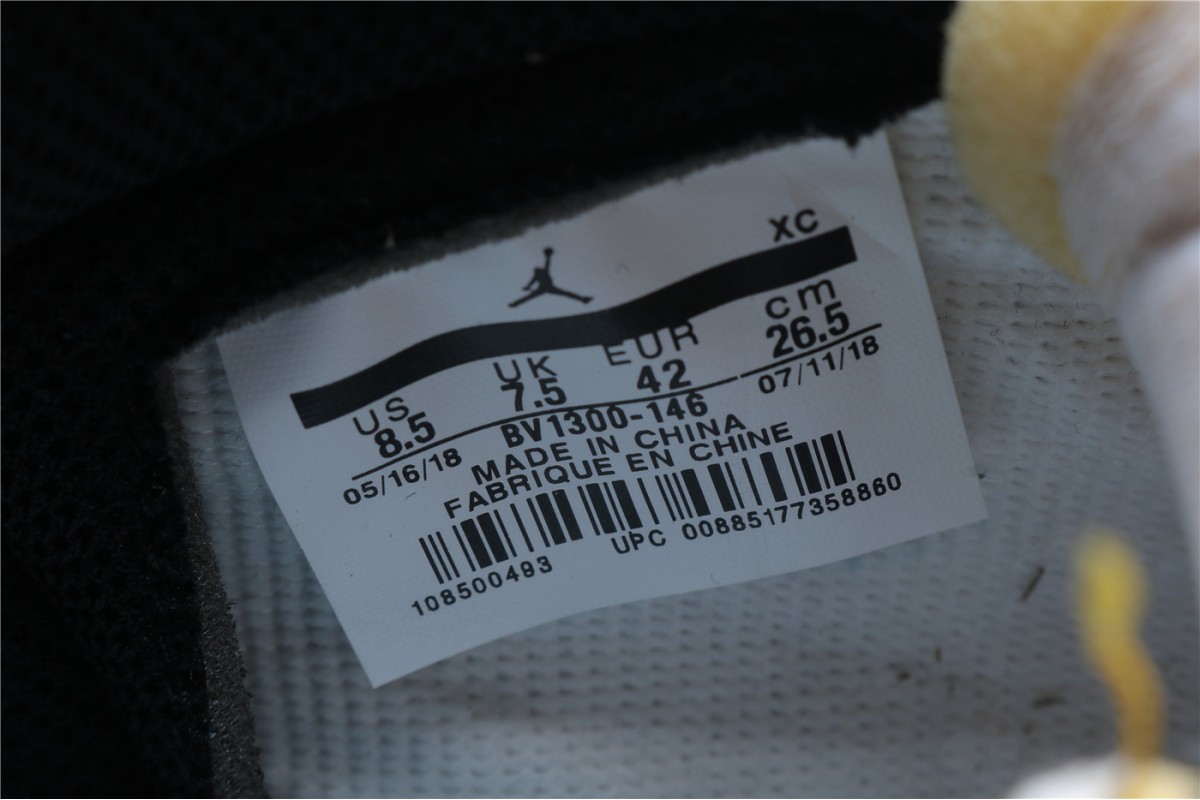 XC
US UK EUR cm
8.5 7.5 42 26.5
05/16/18 BV1300-146 07/11/18
MADE IN CHINA
FABRIQUE EN CHINE
108500493 UPC 00885177358860